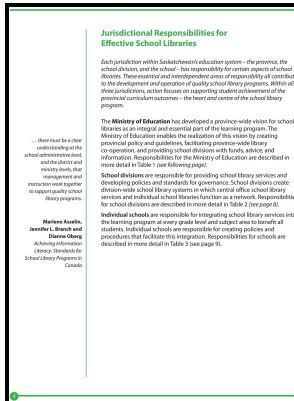 Jurisdictional Responsibilities for
Effective School Libraries
Each jurisdiction within Saskatchewan's education system – the province, the
school division, and the school – has responsibility for certain aspects of school
libraries. These essential and interdependent areas of responsibility all contribut
to the development and operation of quality school library programs. Within all
three jurisdictions, action focuses on supporting student achievement of the
provincial curriculum outcomes – the heart and centre of the school library
program.
The Ministry of Education has developed a province-wide vision for school
libraries as an integral and essential part of the learning program. The
Ministry of Education enables the realization of this vision by creating
provincial policy and guidelines, facilitating province-wide library
co-operation, and providing school divisions with funds, advice, and
information. Responsibilities for the Ministry of Education are described in
more detail in Table 1 (see following page).
School divisions are responsible for providing school library services and
developing policies and standards for governance. School divisions create
division-wide school library systems in which central office school library
services and individual school libraries function as a network. Responsibilitie
for school divisions are described in more detail in Table 2 (see page 8).
Individual schools are responsible for integrating school library services into
the learning program at every grade level and subject area to benefit all
students. Individual schools are responsible for creating policies and
procedures that facilitate this integration. Responsibilities for schools are
described in more detail in Table 3 (see page 9).
... there must be a clear
understanding at the
school administrative level,
and the district and
ministry levels, that
management and
instruction work together
to support quality school
library programs.
Marlene Asselin,
Jennifer L. Branch and
Dianne Oberg
Achieving Information
Literacy: Standards for
School Library Programs in
Canada